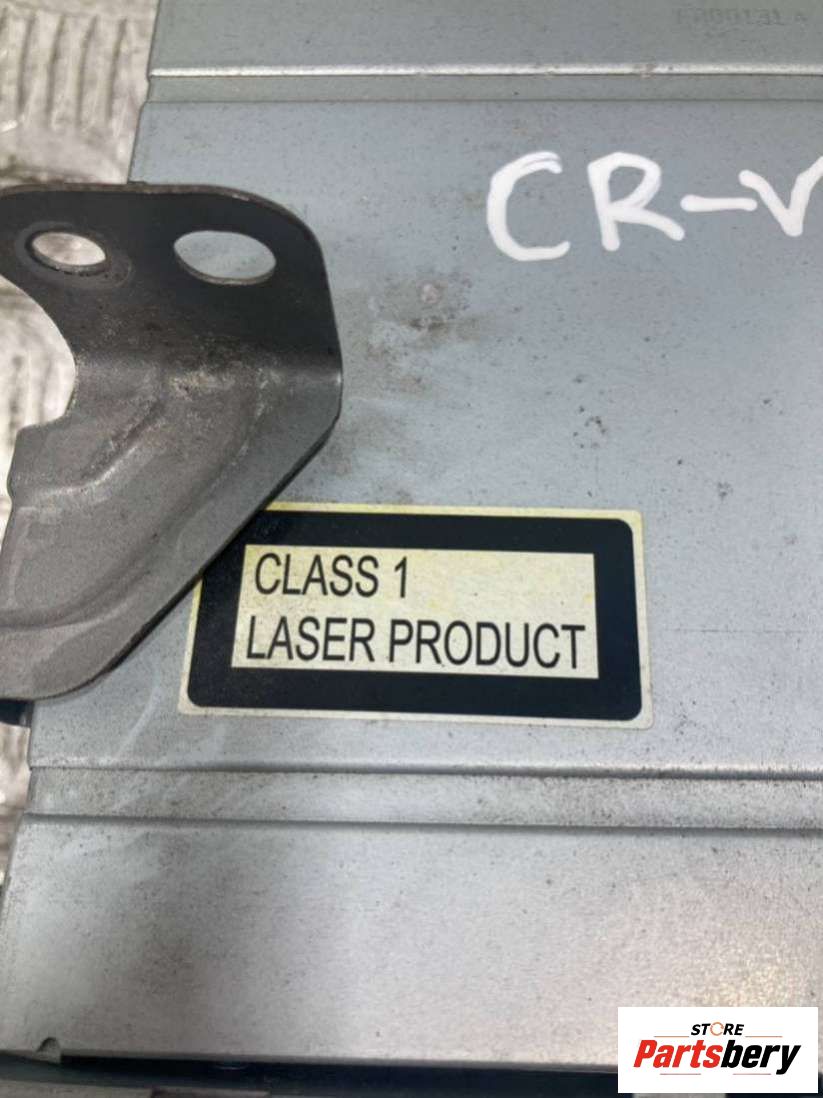 CR-V
CLASS 1
LASER PRODUCT
STORE
Partsbery